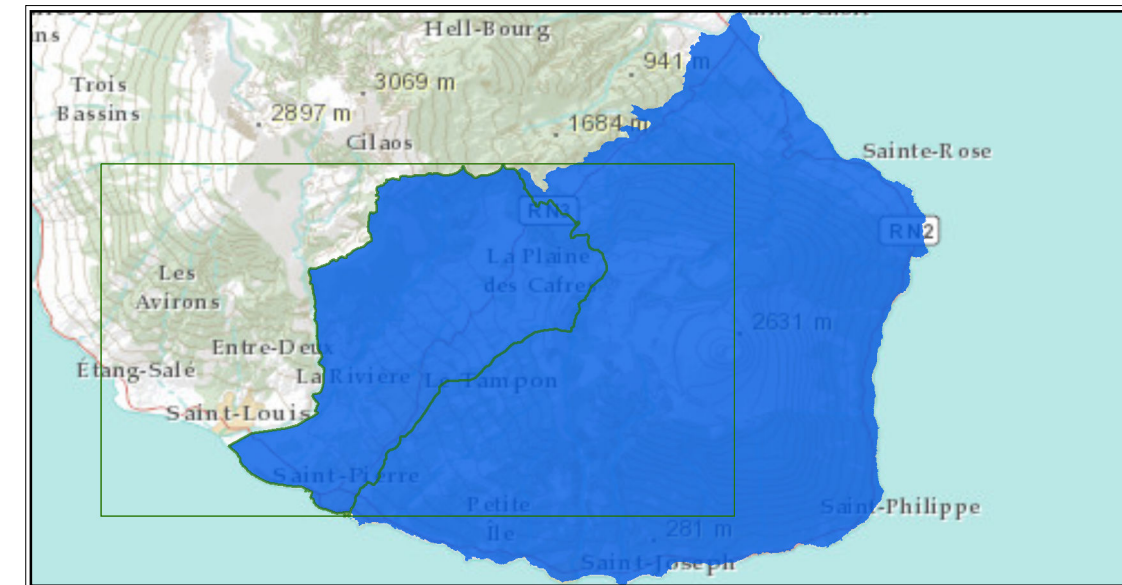 Hell-Bourg
ns
941 m
Trois
Bassins
3069 m
2897 m
1684 m
Cilaos
Sainte-Rose
RN3
RN2
La Plaine
des Cafres
Les
Avirons
2631 m
Entre-Deux
Étang-Salé
La Rivière
Le Tampon
Saint-Louis
Saint-Pierre
Petite
Île
Saint-Philippe
281 m
Saint-Joseph